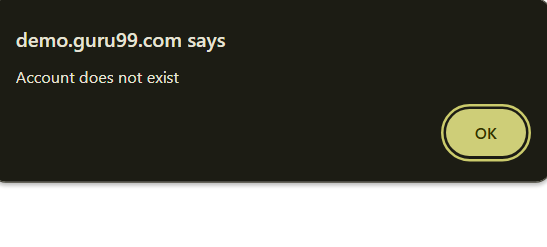 demo.guru99.com says
Account does not exist
OK